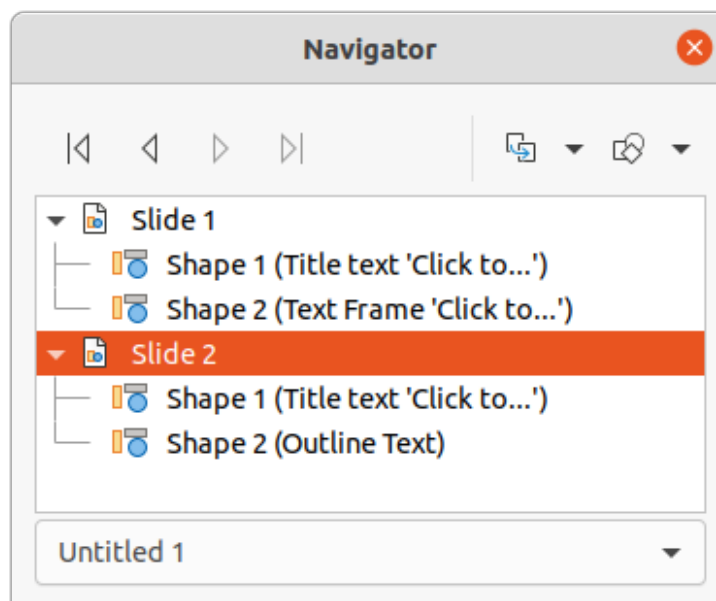 Navigator
Slide 1
Shape 1 (Title text 'Click to...')
Shape 2 (Text Frame 'Click to...')
Slide 2
Shape 1 (Title text 'Click to...')
Shape 2 (Outline Text)
Untitled 1